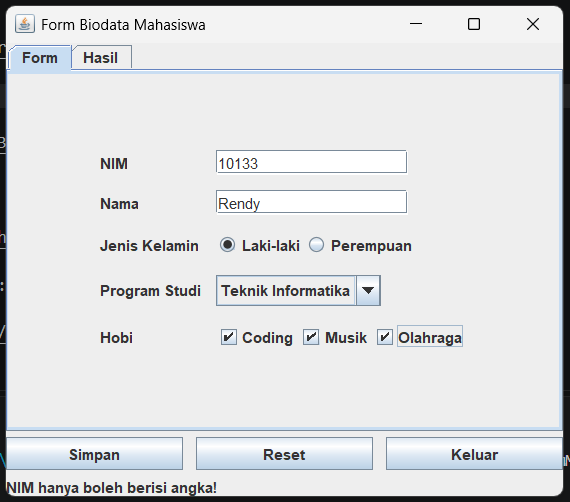 Form Biodata Mahasiswa
Form Hasil
NIM 10133
Nama Rendy
Jenis Kelamin Laki-laki Perempuan
Program Studi Teknik Informatika
Hobi Coding Musik Olahraga
Simpan Reset Keluar
NIM hanya boleh berisi angka!